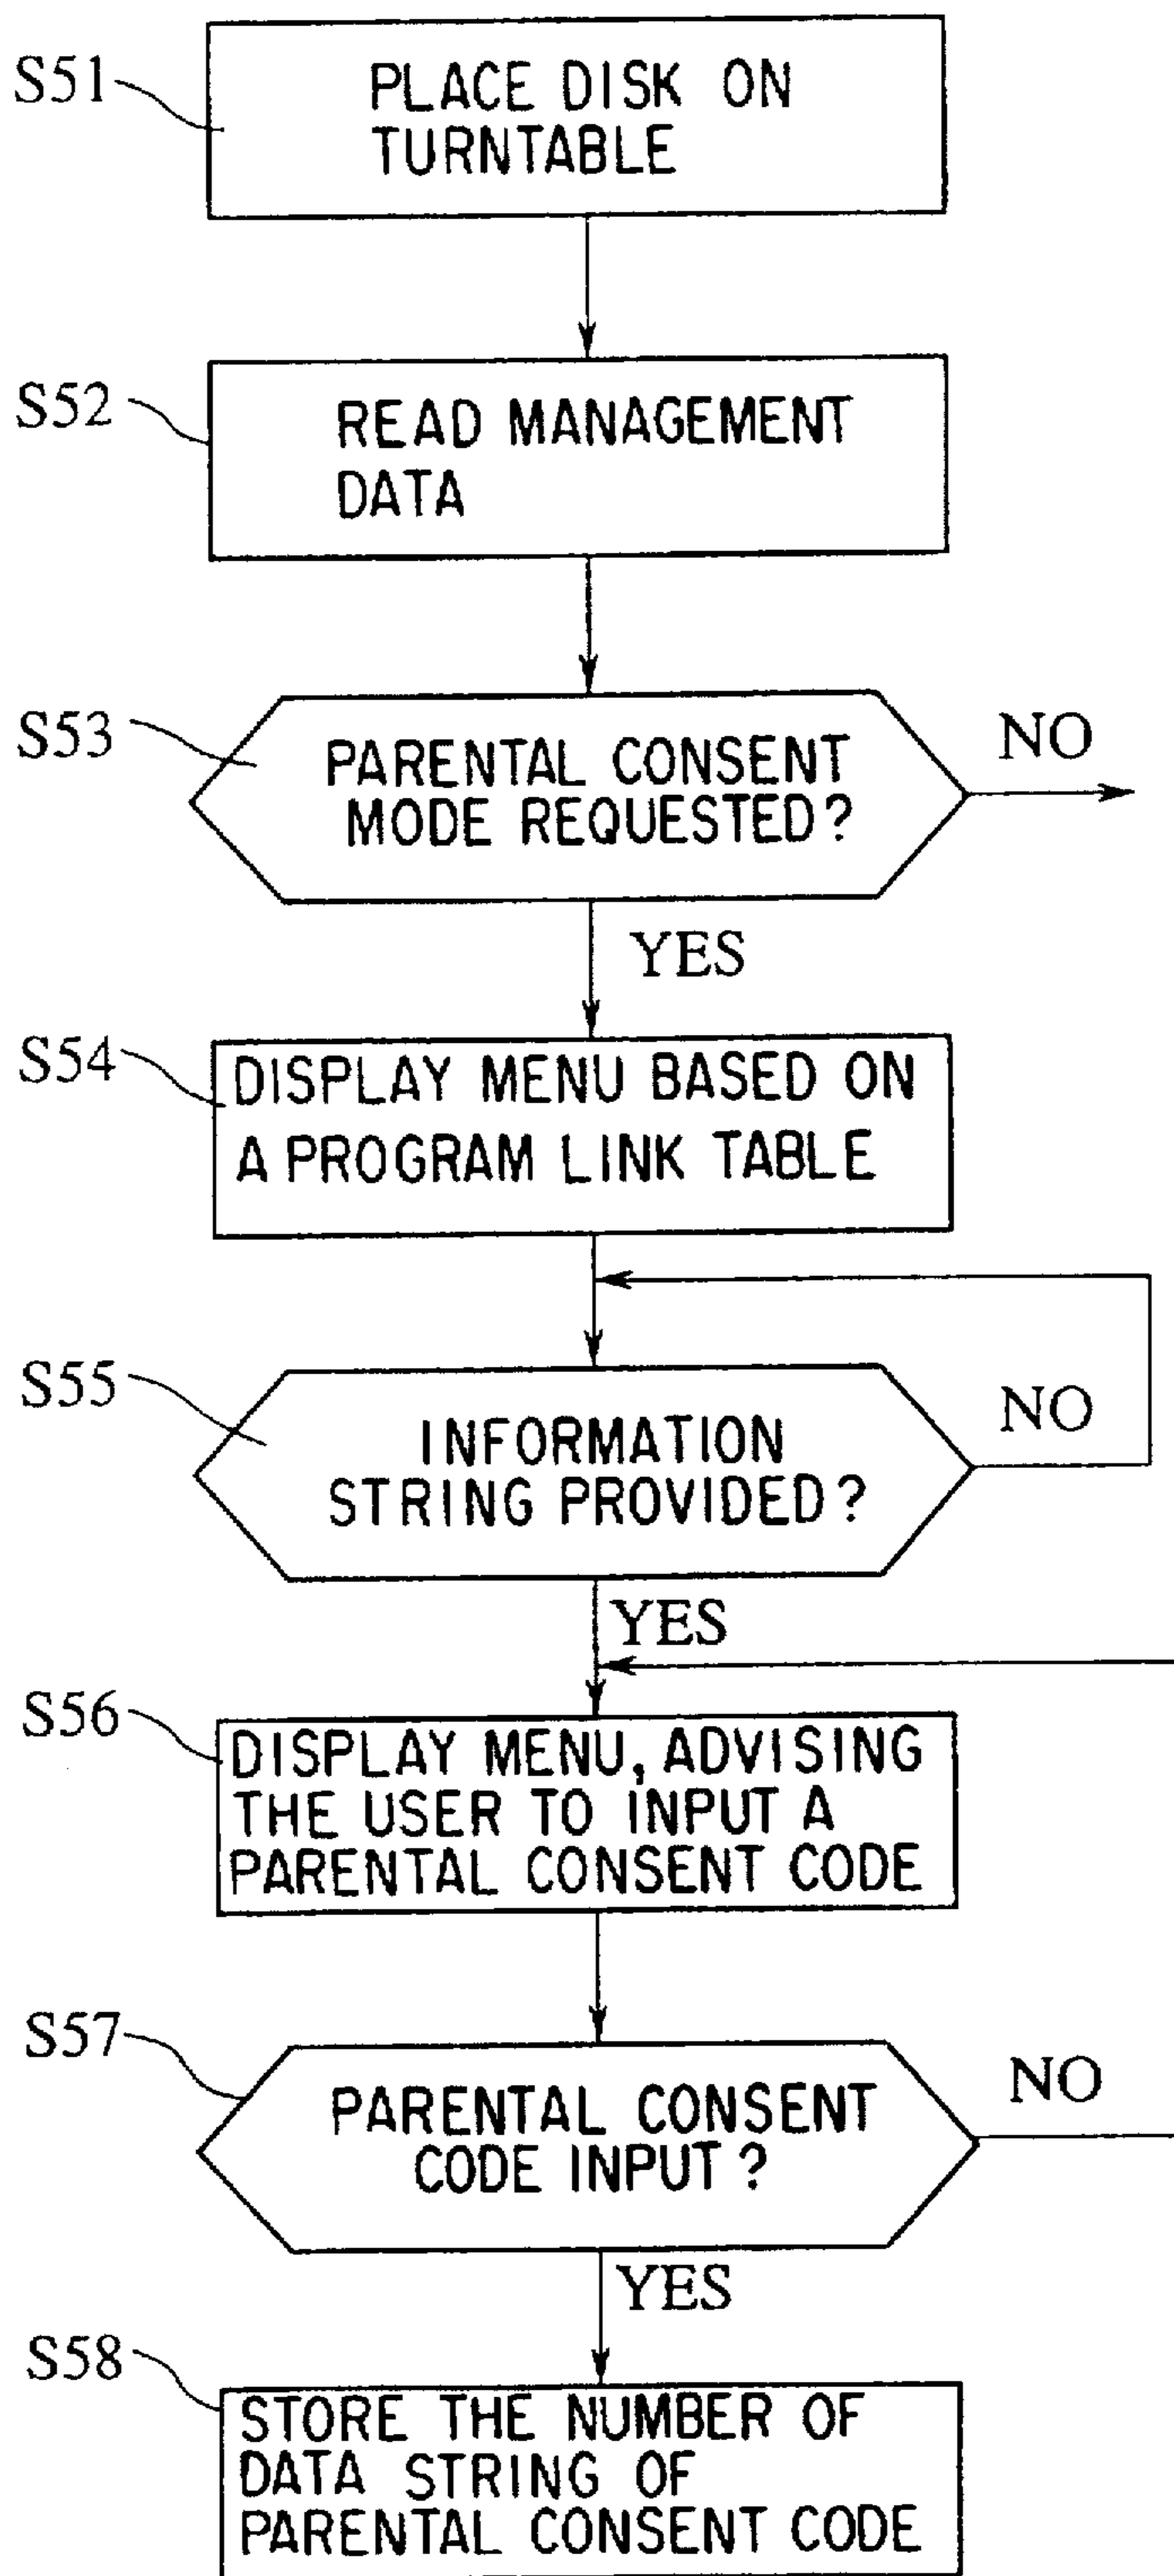 S51
PLACE DISK ON
TURNTABLE
S52
READ MANAGEMENT
DATA
S53
PARENTAL CONSENT
MODE REQUESTED?
NO
YES
S54
DISPLAY MENU BASED ON
A PROGRAM LINK TABLE
S55
INFORMATION
STRING PROVIDED?
NO
YES
S56
DISPLAY MENU, ADVISING
THE USER TO INPUT A
PARENTAL CONSENT CODE
S57
PARENTAL CONSENT
CODE INPUT?
NO
YES
S58
STORE THE NUMBER OF
DATA STRING OF
PARENTAL CONSENT CODE